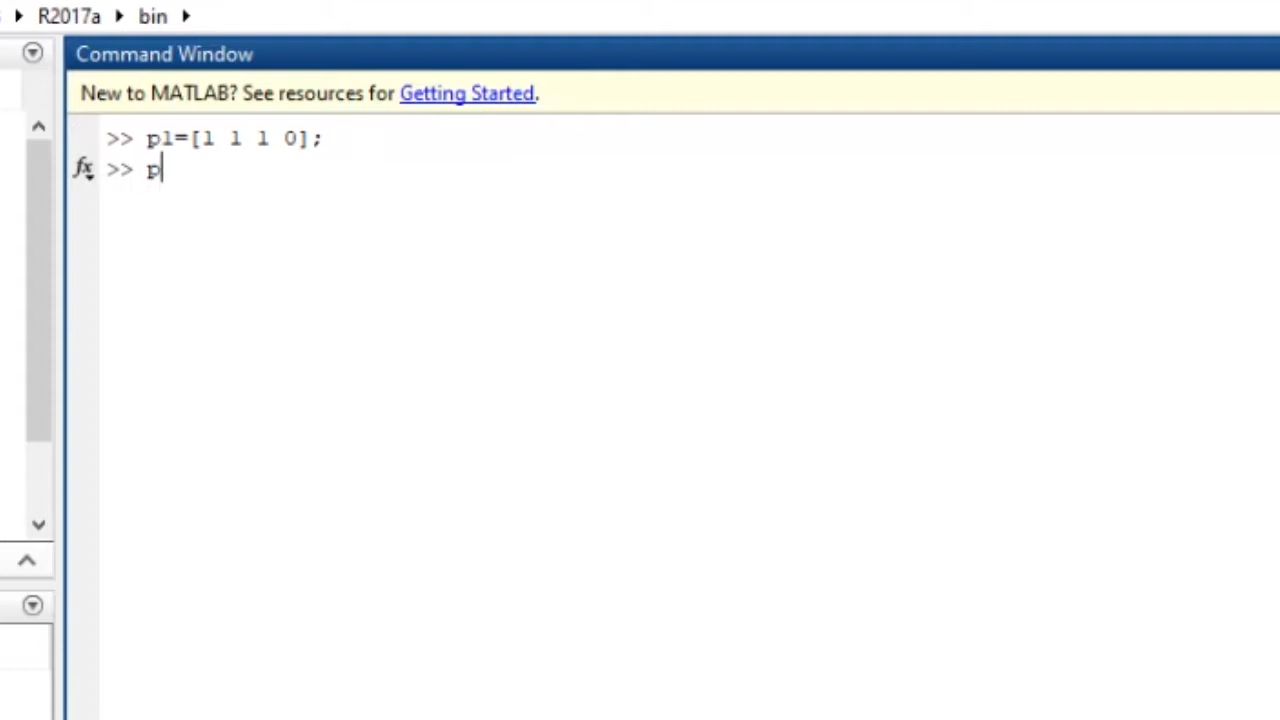 R2017a bin
Command Window
New to MATLAB? See resources for Getting Started.
>> p1=[1 1 1 0];
fx >> p